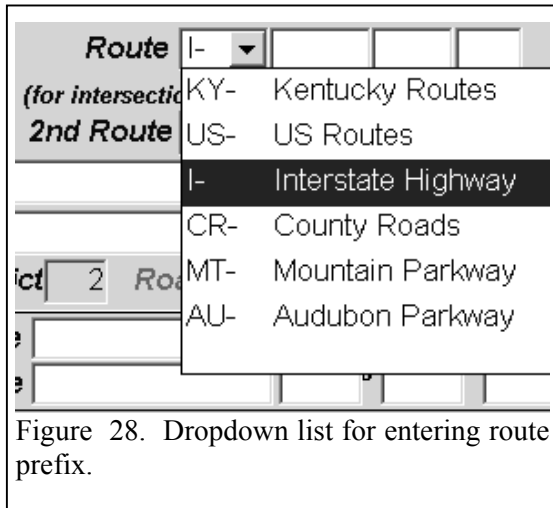 Route I-
(for intersectio
KY- Kentucky Routes
2nd Route US- US Routes
I- Interstate Highway
CR- County Roads
ict 2 Roa MT- Mountain Parkway
AU- Audubon Parkway
e
e
Figure 28. Dropdown list for entering route
prefix.